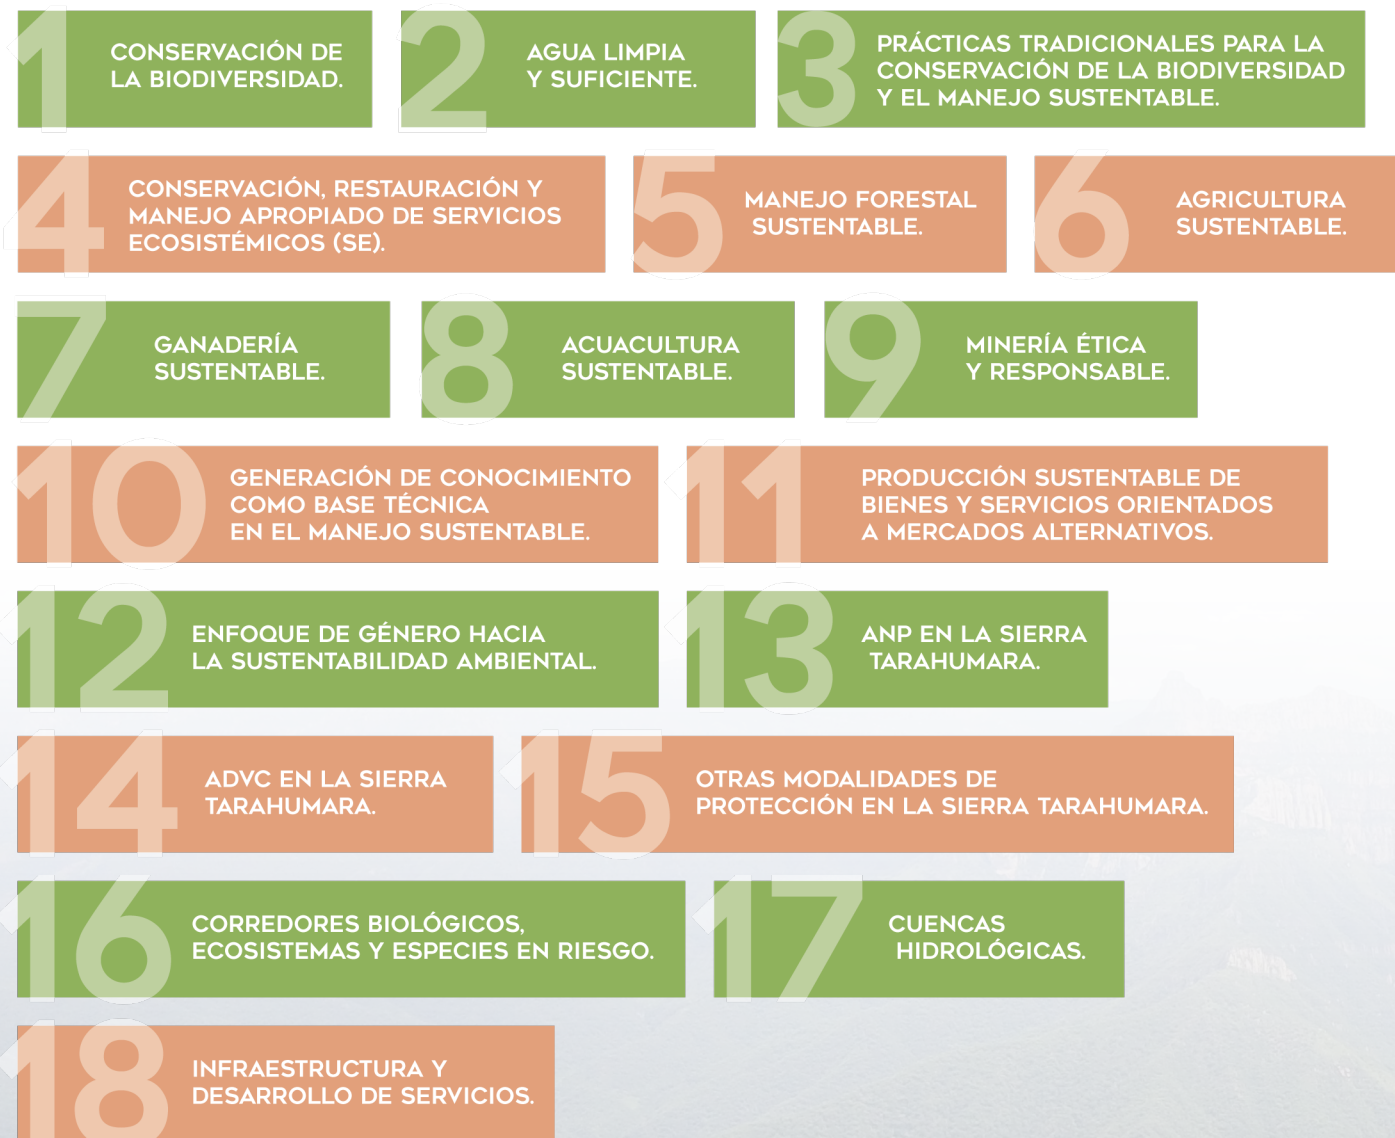 1
CONSERVACIÓN DE
LA BIODIVERSIDAD.
2
AGUA LIMPIA
Y SUFICIENTE.
3
PRÁCTICAS TRADICIONALES PARA LA
CONSERVACIÓN DE LA BIODIVERSIDAD
Y EL MANEJO SUSTENTABLE.
4
CONSERVACIÓN, RESTAURACIÓN Y
MANEJO APROPIADO DE SERVICIOS
ECOSISTÉMICOS (SE).
5
MANEJO FORESTAL
SUSTENTABLE.
6
AGRICULTURA
SUSTENTABLE.
7
GANADERÍA
SUSTENTABLE.
8
ACUACULTURA
SUSTENTABLE.
9
MINERÍA ÉTICA
Y RESPONSABLE.
10
GENERACIÓN DE CONOCIMIENTO
COMO BASE TÉCNICA
EN EL MANEJO SUSTENTABLE.
11
PRODUCCIÓN SUSTENTABLE DE
BIENES Y SERVICIOS ORIENTADOS
A MERCADOS ALTERNATIVOS.
12
ENFOQUE DE GÉNERO HACIA
LA SUSTENTABILIDAD AMBIENTAL.
13
ANP EN LA SIERRA
TARAHUMARA.
14
ADVC EN LA SIERRA
TARAHUMARA.
15
OTRAS MODALIDADES DE
PROTECCIÓN EN LA SIERRA TARAHUMARA.
16
CORREDORES BIOLÓGICOS,
ECOSISTEMAS Y ESPECIES EN RIESGO.
17
CUENCAS
HIDROLÓGICAS.
18
INFRAESTRUCTURA Y
DESARROLLO DE SERVICIOS.